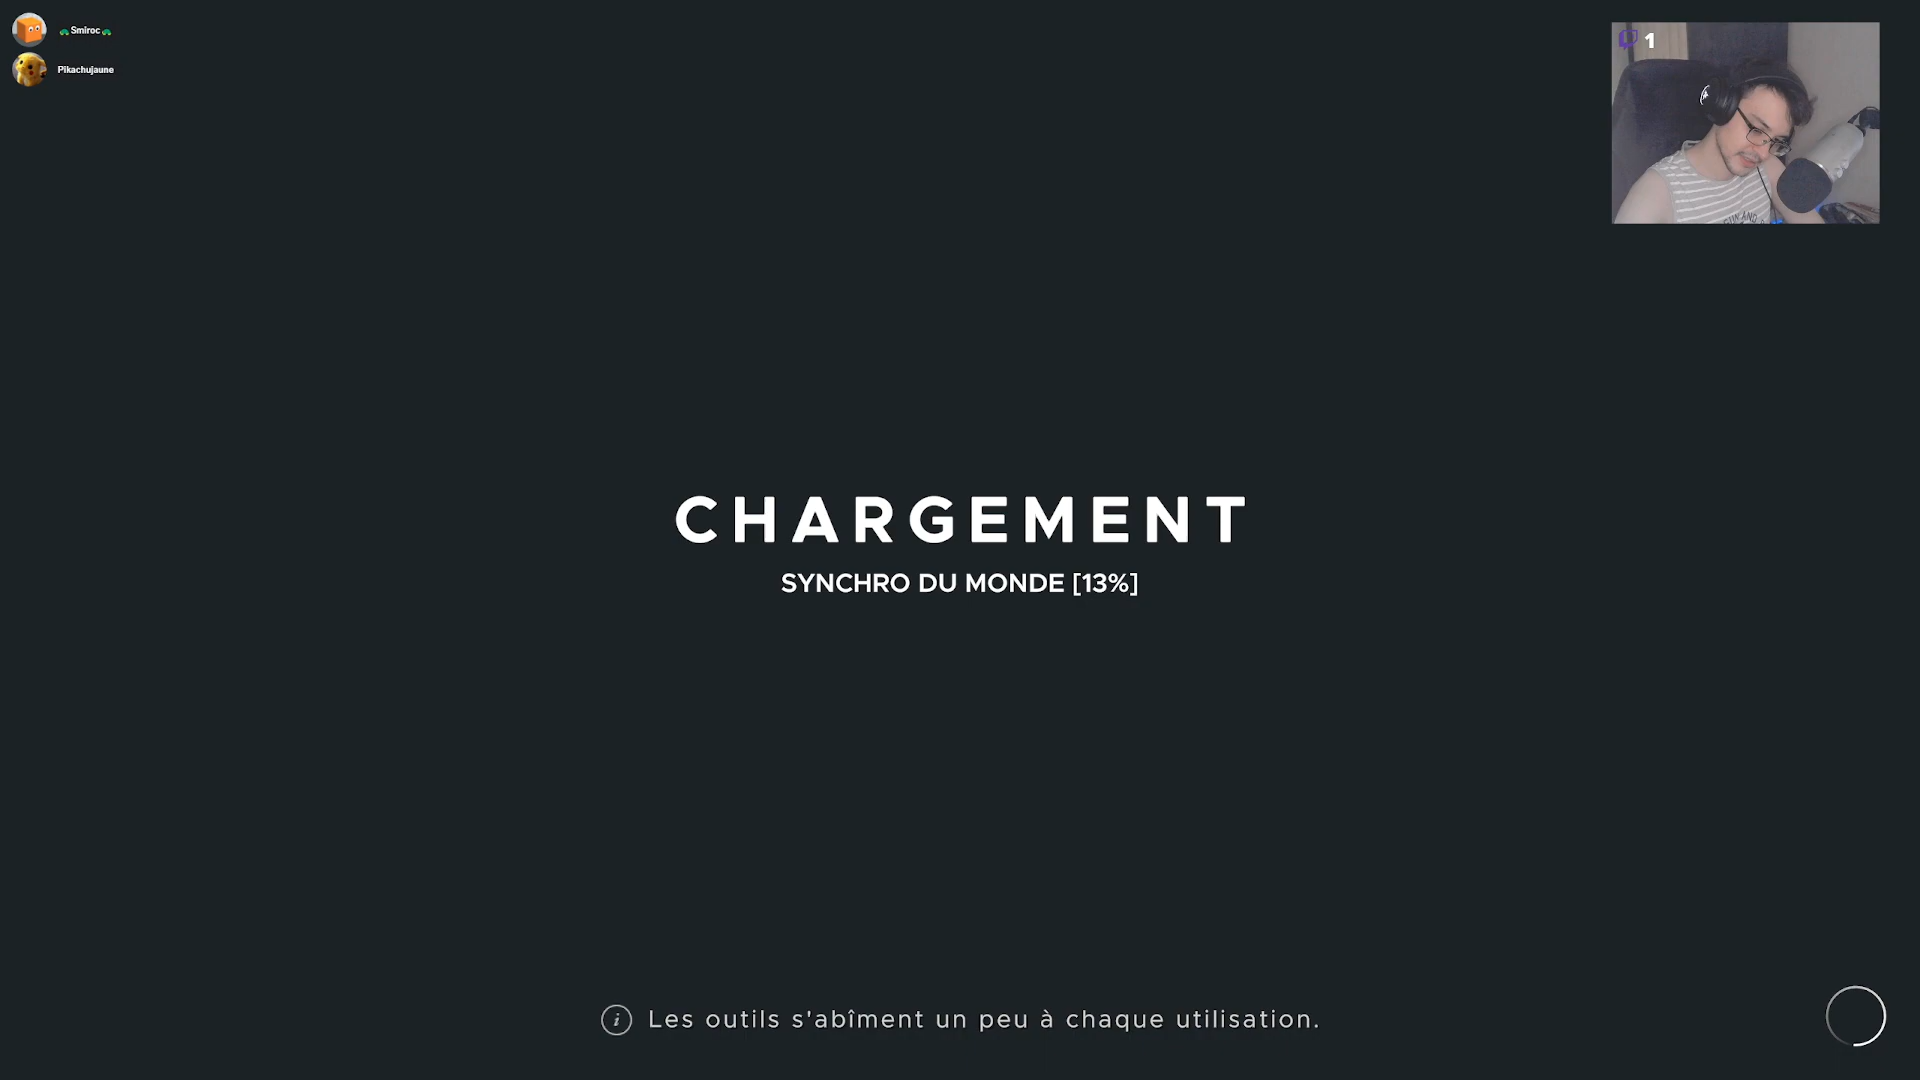 Smiroc
Pikachujaune
1
CHARGEMENT
SYNCHRO DU MONDE [13%]
Les outils s'abîment un peu à chaque utilisation.